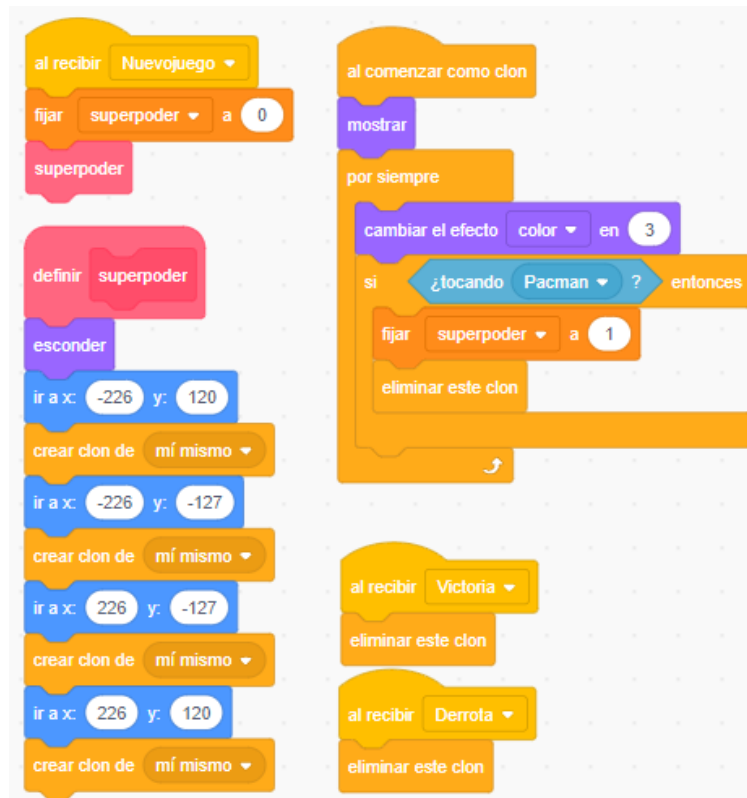 al recibir Nuevojuego
fijar superpoder a 0
superpoder
definir superpoder
esconder
ir a x: -226 y: 120
crear clon de mí mismo
ir a x: -226 y: -127
crear clon de mí mismo
ir a x: 226 y: -127
crear clon de mí mismo
ir a x: 226 y: 120
crear clon de mí mismo
al comenzar como clon
mostrar
por siempre
cambiar el efecto color en 3
si ¿tocando Pacman ? entonces
fijar superpoder a 1
eliminar este clon
al recibir Victoria
eliminar este clon
al recibir Derrota
eliminar este clon